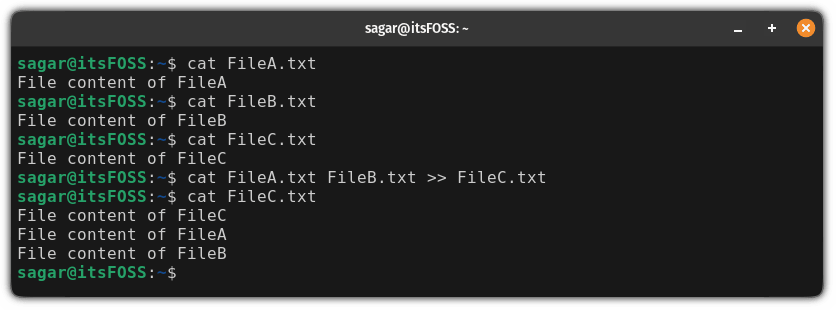 sagar@itsFOSS: ~
sagar@itsFOSS:~$ cat FileA.txt
File content of FileA
sagar@itsFOSS:~$ cat FileB.txt
File content of FileB
sagar@itsFOSS:~$ cat FileC.txt
File content of FileC
sagar@itsFOSS:~$ cat FileA.txt FileB.txt >> FileC.txt
sagar@itsFOSS:~$ cat FileC.txt
File content of FileC
File content of FileA
File content of FileB
sagar@itsFOSS:~$